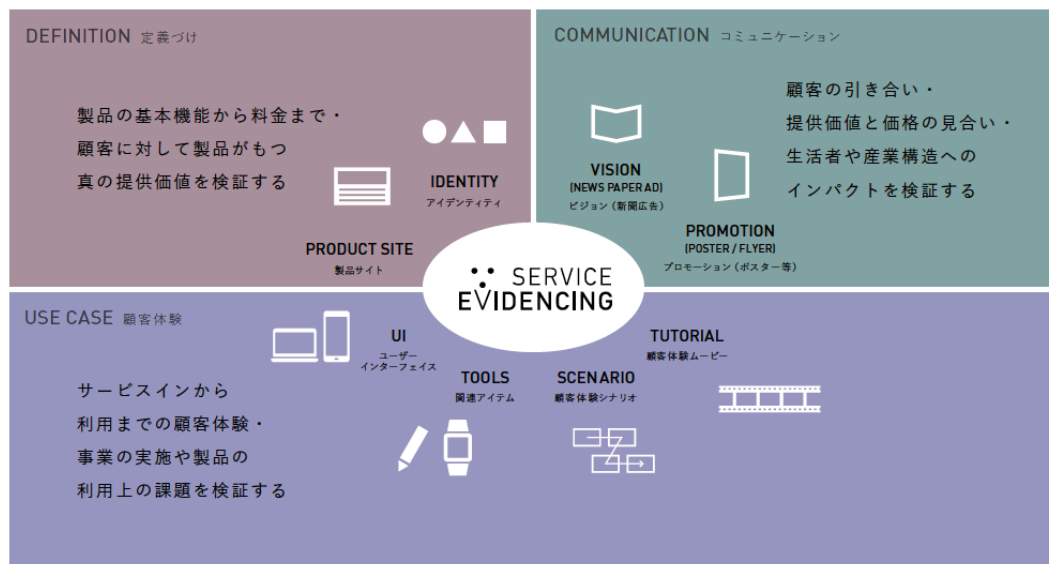 DEFINITION 定義づけ
製品の基本機能から料金まで・
顧客に対して製品がもつ
真の提供価値を検証する
IDENTITY
アイデンティティ
PRODUCT SITE
製品サイト
COMMUNICATION コミュニケーション
顧客の引き合い・
提供価値と価格の見合い・
生活者や産業構造への
インパクトを検証する
VISION
(NEWS PAPER AD)
ビジョン（新聞広告）
PROMOTION
(POSTER / FLYER)
プロモーション（ポスター等）
SERVICE
EVIDENCING
USE CASE 顧客体験
サービスインから
利用までの顧客体験・
事業の実施や製品の
利用上の課題を検証する
UI
ユーザー
インターフェイス
TOOLS
関連アイテム
SCENARIO
顧客体験シナリオ
TUTORIAL
顧客体験ムービー